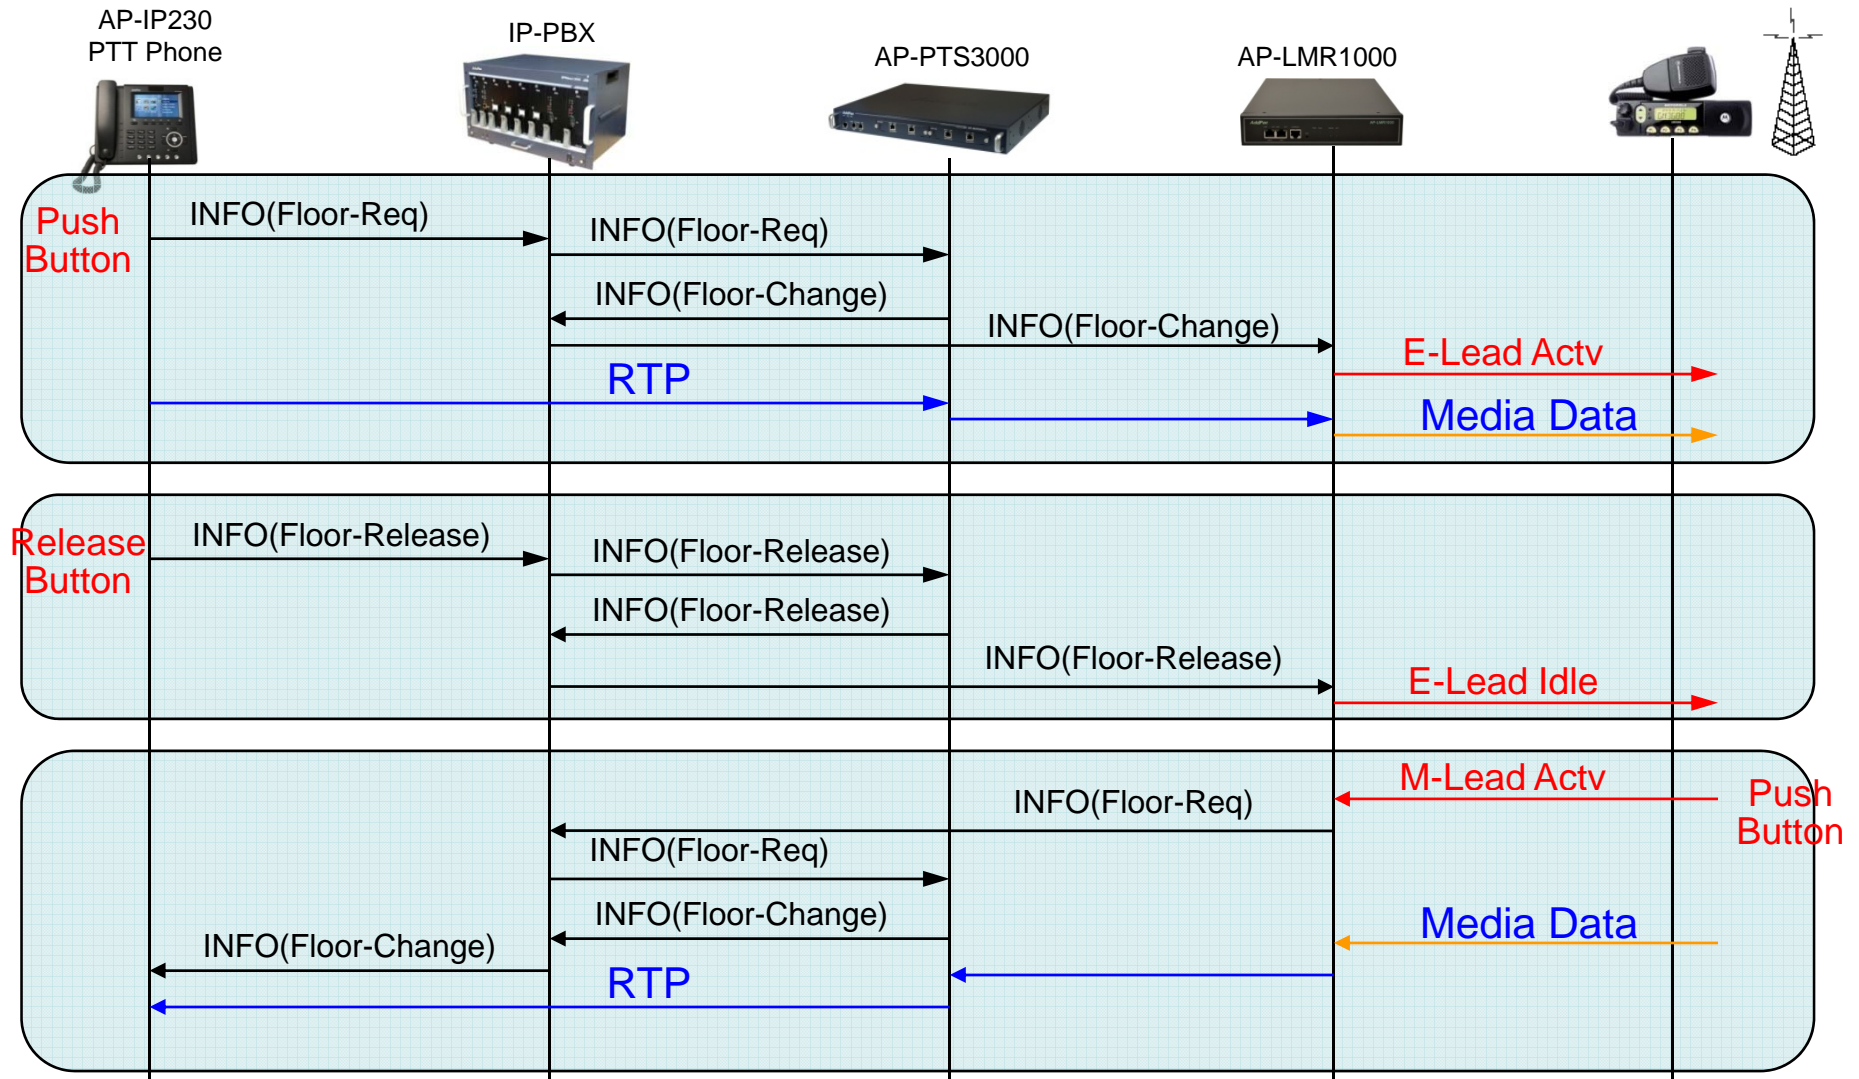 AP-IP230
PTT Phone
IP-PBX
AP-PTS3000
AP-LMR1000
Push
Button
INFO(Floor-Req)
INFO(Floor-Req)
INFO(Floor-Change)
INFO(Floor-Change)
E-Lead Actv
RTP
Media Data
Release
Button
INFO(Floor-Release)
INFO(Floor-Release)
INFO(Floor-Release)
INFO(Floor-Release)
E-Lead Idle
M-Lead Actv
Push
Button
INFO(Floor-Req)
INFO(Floor-Req)
INFO(Floor-Change)
Media Data
INFO(Floor-Change)
RTP